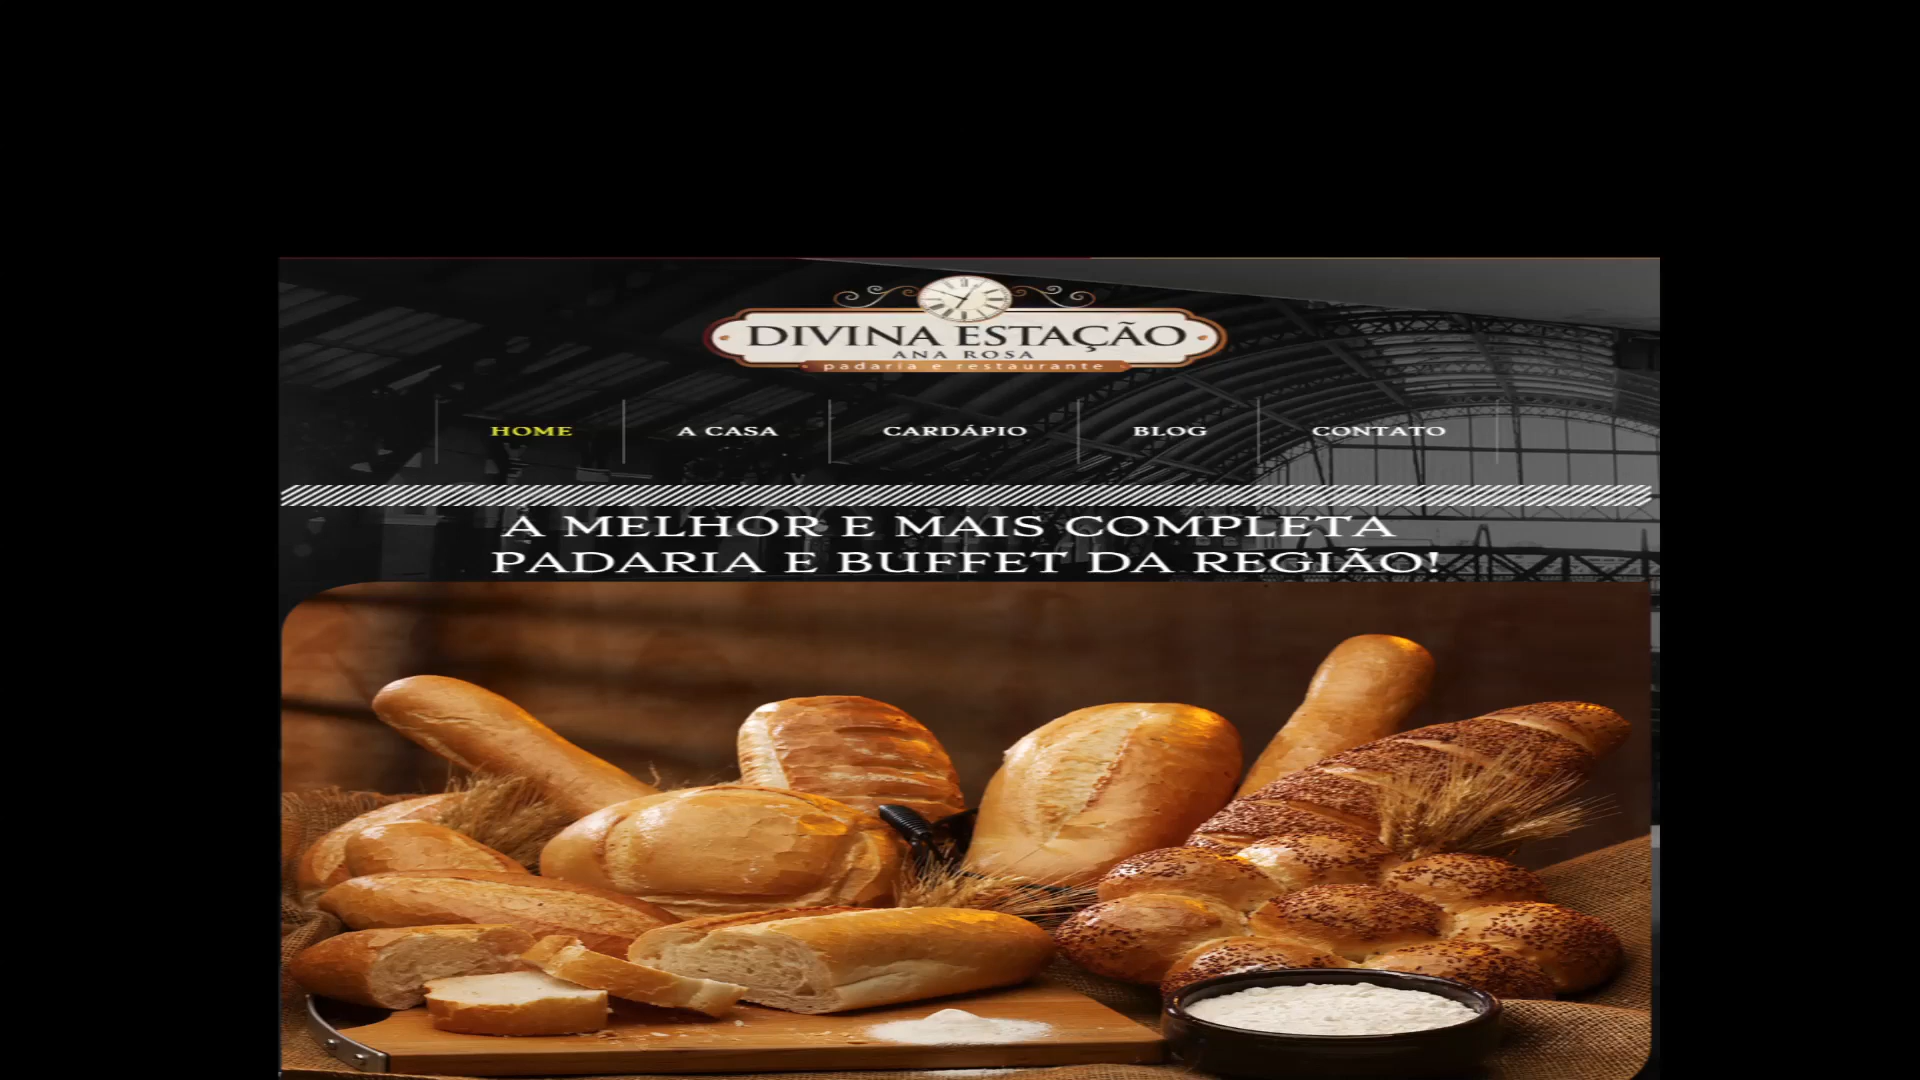 DIVINA ESTAÇÃO
ANA ROSA
padaria e restaurante
HOME
A CASA
CARDÁPIO
BLOG
CONTATO
A MELHOR E MAIS COMPLETA
PADARIA E BUFFET DA REGIÃO!